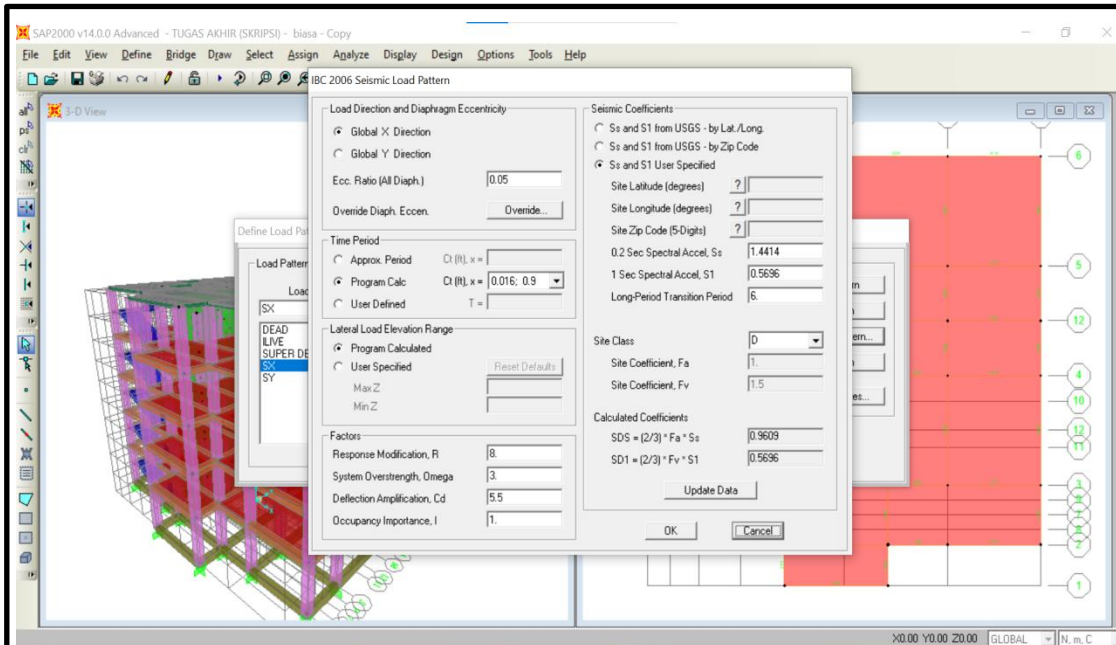 SAP2000 v14.0.0 Advanced - TUGAS AKHIR (SKRIPSI) - biasa - Copy
File Edit View Define Bridge Draw Select Assign Analyze Display Design Options Tools Help
3-D View
IBC 2006 Seismic Load Pattern
Define Load Pat
Load Pattern
Load
SX
DEAD
ILIVE
SUPER DE
SX
SY
Load Direction and Diaphragm Eccentricity
Global X Direction
Global Y Direction
Ecc. Ratio (All Diaph.) 0.05
Override Diaph. Eccen. Override...
Time Period
Approx. Period Ct (ft), x =
Program Calc Ct (ft), x = 0.016; 0.9
User Defined T =
Lateral Load Elevation Range
Program Calculated
User Specified Reset Defaults
Max Z
Min Z
Factors
Response Modification, R 8.
System Overstrength, Omega 3.
Deflection Amplification, Cd 5.5
Occupancy Importance, I 1.
Seismic Coefficients
Ss and S1 from USGS - by Lat./Long.
Ss and S1 from USGS - by Zip Code
Ss and S1 User Specified
Site Latitude (degrees) ?
Site Longitude (degrees) ?
Site Zip Code (5-Digits) ?
0.2 Sec Spectral Accel, Ss 1.4414
1 Sec Spectral Accel, S1 0.5696
Long-Period Transition Period 6.
Site Class D
Site Coefficient, Fa 1.
Site Coefficient, Fv 1.5
Calculated Coefficients
SDS = (2/3) * Fa * Ss 0.9609
SD1 = (2/3) * Fv * S1 0.5696
Update Data
OK Cancel
rn
n
ern...
es...
6
5
12
4
10
12
11
3
2
1
X0.00 Y0.00 Z0.00 GLOBAL N, m, C